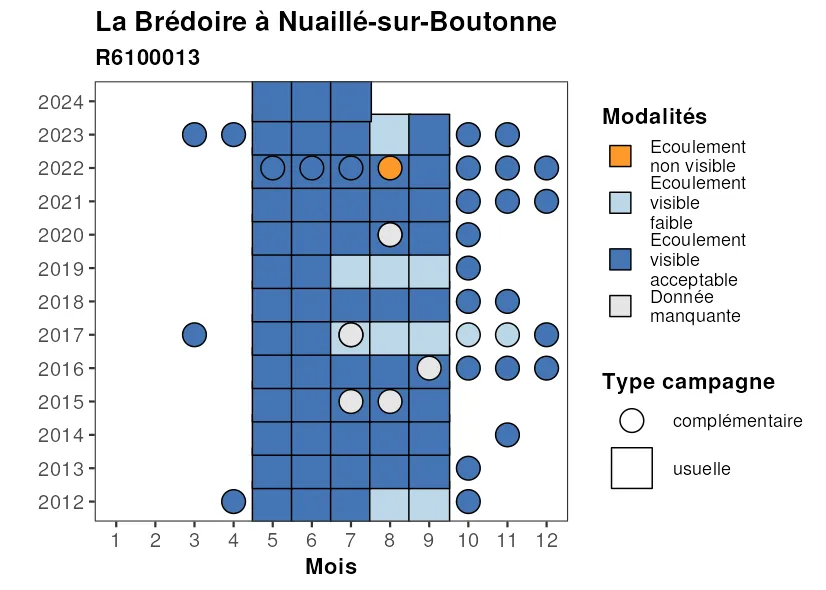 La Brédoire à Nuaillé-sur-Boutonne
R6100013
2024
2023
2022
2021
2020
2019
2018
2017
2016
2015
2014
2013
2012
1 2 3 4 5 6 7 8 9 10 11 12
Mois
Modalités
Ecoulement
non visible
Ecoulement
visible
faible
Ecoulement
visible
acceptable
Donnée
manquante
Type campagne
complémentaire
usuelle